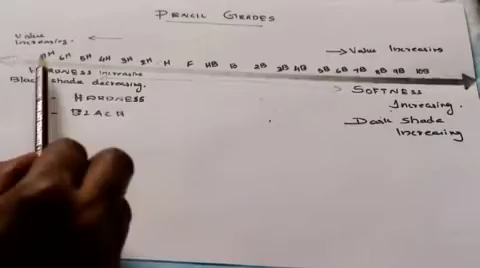 PENCIL GRADES
Value
increasing.
→ Value Increasing
6H 5H 4H 3H 2H H F HB B 2B 3B 4B 5B 6B 7B 8B 9B 10B
HARDNESS increasing
Black shade decreasing.
- HARDNESS
- BLACK
SOFTNESS
Increasing.
Dark Shade
Increasing